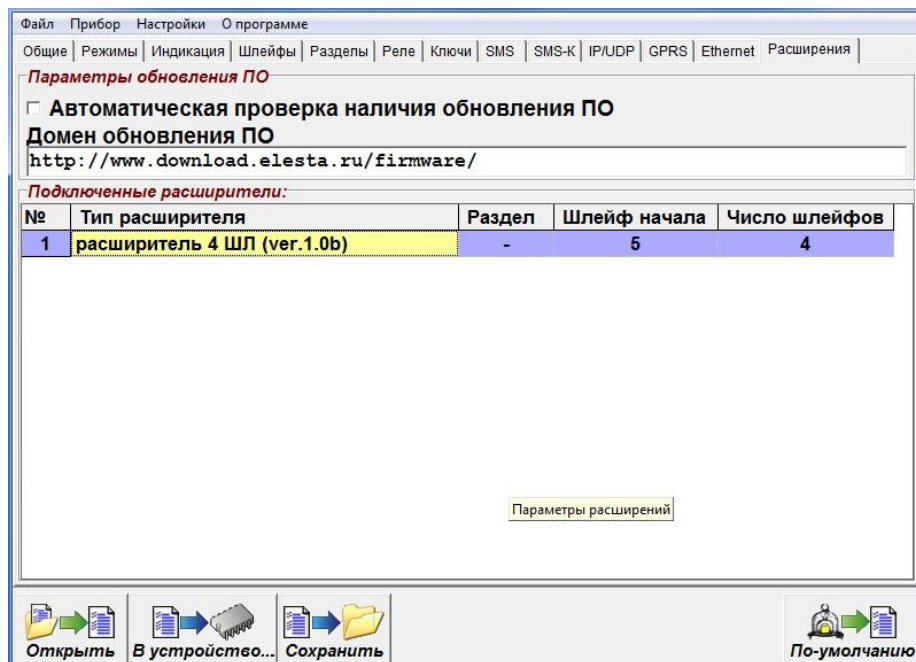 Файл Прибор Настройки О программе
Общие Режимы Индикация Шлейфы Разделы Реле Ключи SMS SMS-K IP/UDP GPRS Ethernet Расширения
Параметры обновления ПО
Автоматическая проверка наличия обновления ПО
Домен обновления ПО
http://www.download.elesta.ru/firmware/
Подключенные расширители:
№ Тип расширителя Раздел Шлейф начала Число шлейфов
1 расширитель 4 ШЛ (ver.1.0b) - 5 4
Параметры расширений
Открыть В устройство... Сохранить По-умолчанию